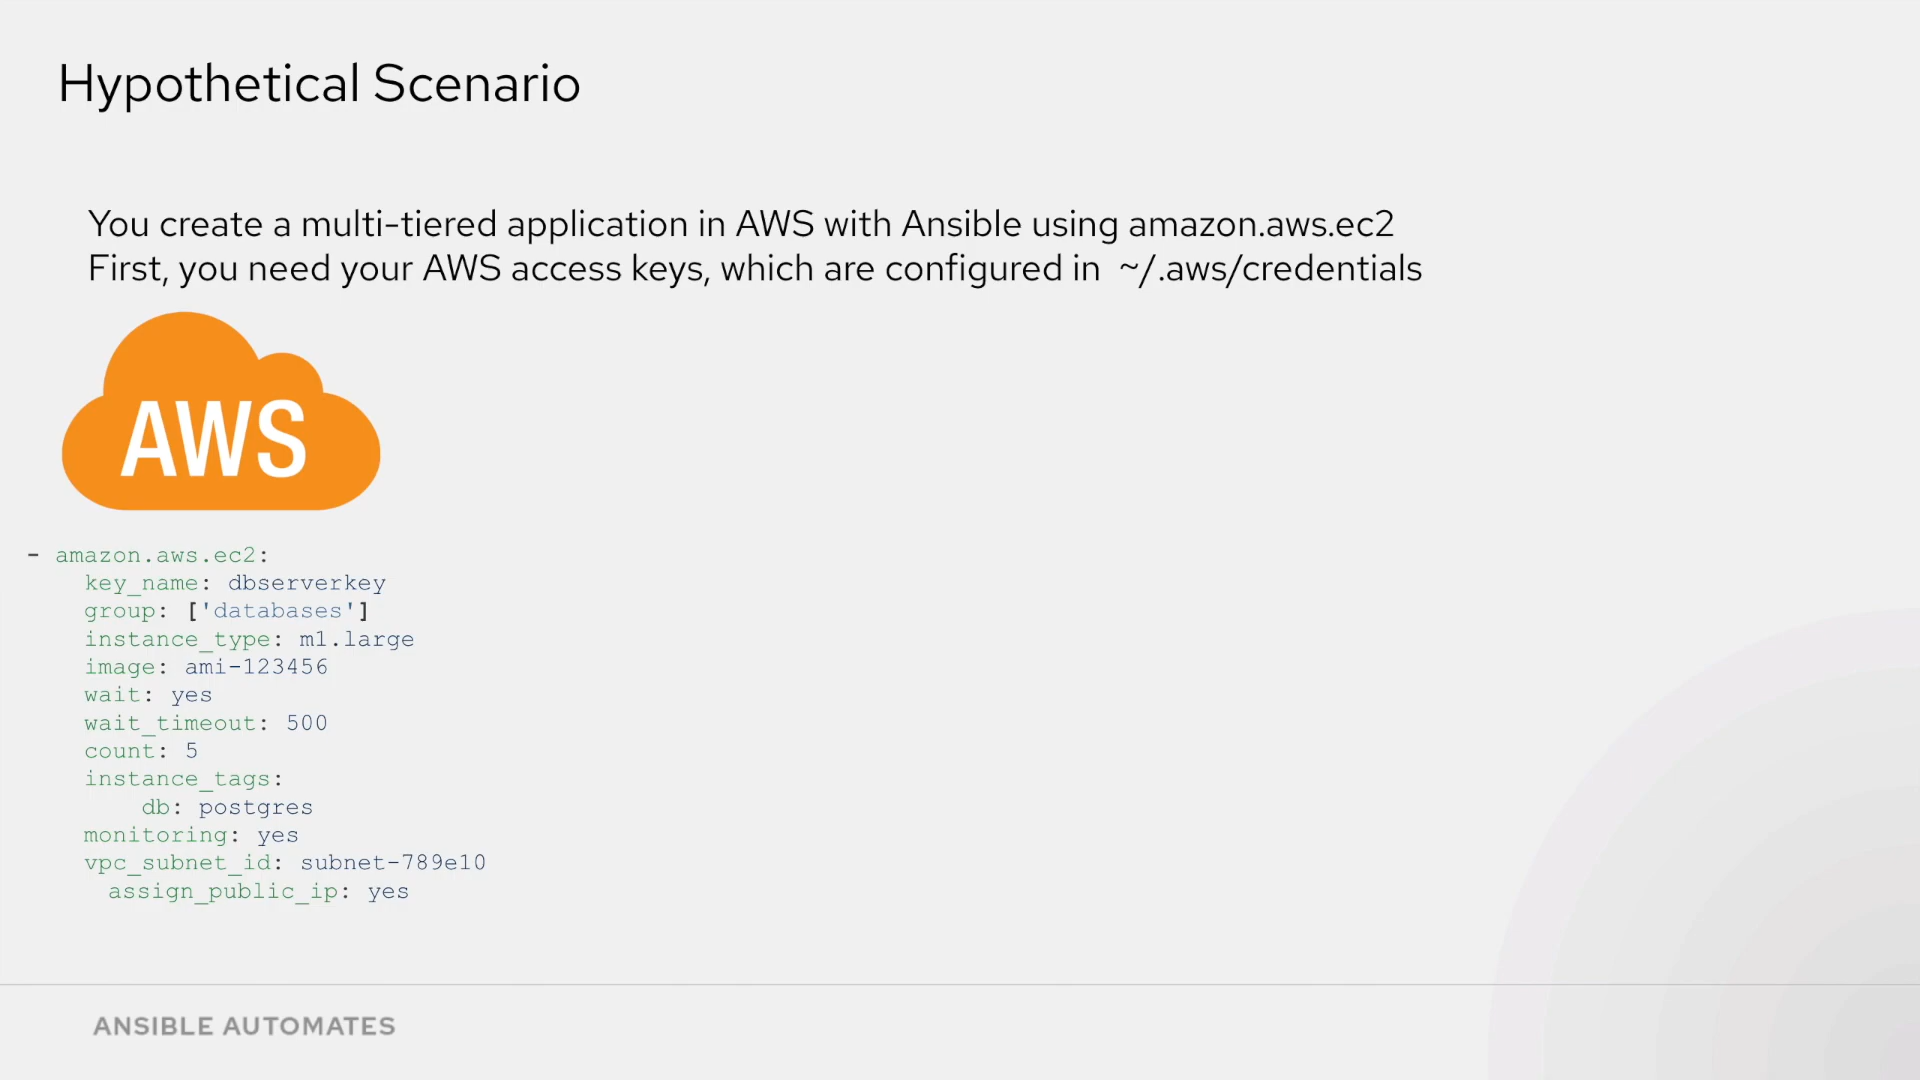 Hypothetical Scenario
You create a multi-tiered application in AWS with Ansible using amazon.aws.ec2
First, you need your AWS access keys, which are configured in ~/.aws/credentials
AWS
- amazon.aws.ec2:
    key_name: dbserverkey
    group: ['databases']
    instance_type: m1.large
    image: ami-123456
    wait: yes
    wait_timeout: 500
    count: 5
    instance_tags:
        db: postgres
    monitoring: yes
    vpc_subnet_id: subnet-789e10
      assign_public_ip: yes
ANSIBLE AUTOMATES